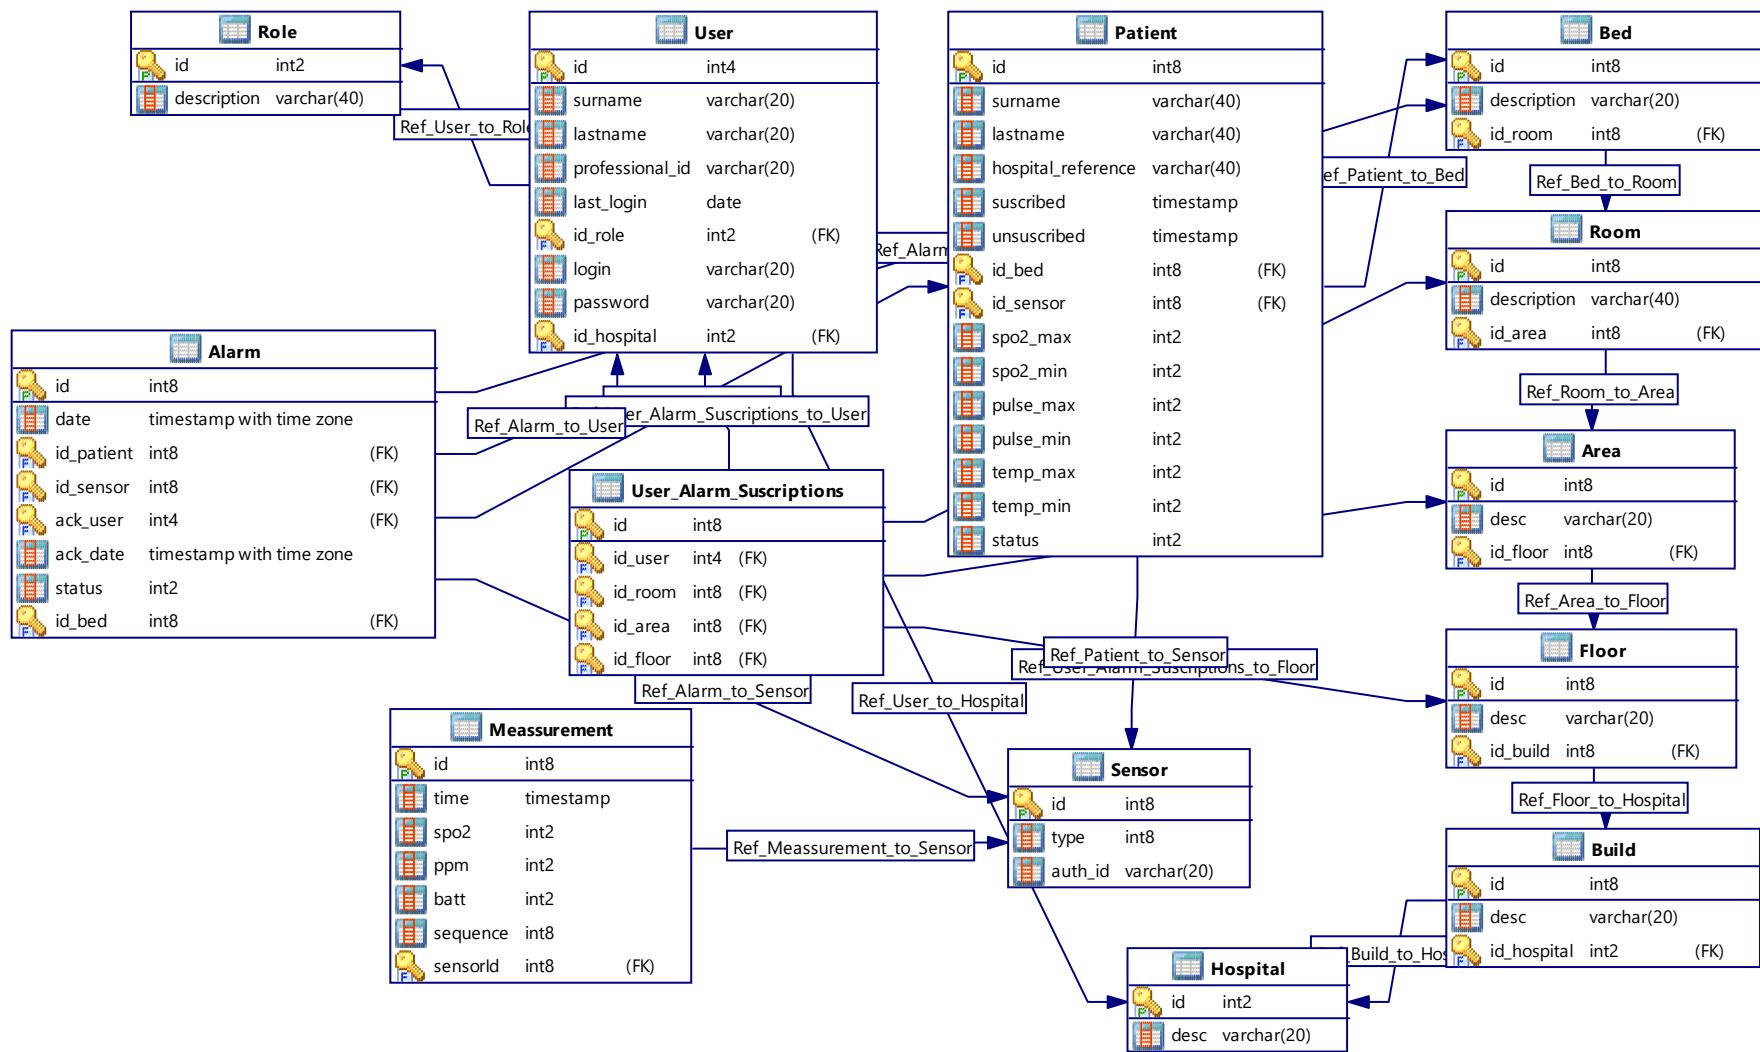 Role
id int2
description varchar(40)
User
id int4
surname varchar(20)
lastname varchar(20)
professional_id varchar(20)
last_login date
id_role int2 (FK)
login varchar(20)
password varchar(20)
id_hospital int2 (FK)
Patient
id int8
surname varchar(40)
lastname varchar(40)
hospital_reference varchar(40)
suscribed timestamp
unsuscribed timestamp
id_bed int8 (FK)
id_sensor int8 (FK)
spo2_max int2
spo2_min int2
pulse_max int2
pulse_min int2
temp_max int2
temp_min int2
status int2
Bed
id int8
description varchar(20)
id_room int8 (FK)
Ref_User_to_Role
ef_Patient_to_Bed
Ref_Bed_to_Room
Room
id int8
description varchar(40)
id_area int8 (FK)
Ref_Alarm
Alarm
id int8
date timestamp with time zone
id_patient int8 (FK)
id_sensor int8 (FK)
ack_user int4 (FK)
ack_date timestamp with time zone
status int2
id_bed int8 (FK)
Ref_Room_to_Area
er_Alarm_Suscriptions_to_User
Ref_Alarm_to_User
Area
id int8
desc varchar(20)
id_floor int8 (FK)
User_Alarm_Suscriptions
id int8
id_user int4 (FK)
id_room int8 (FK)
id_area int8 (FK)
id_floor int8 (FK)
Ref_Area_to_Floor
Ref_Patient_to_Sensor
Ref_User_Alarm_Suscriptions_to_Floor
Floor
id int8
desc varchar(20)
id_build int8 (FK)
Ref_Alarm_to_Sensor
Ref_User_to_Hospital
Meassurement
id int8
time timestamp
spo2 int2
ppm int2
batt int2
sequence int8
sensorId int8 (FK)
Ref_Meassurement_to_Sensor
Sensor
id int8
type int8
auth_id varchar(20)
Ref_Floor_to_Hospital
Build
id int8
desc varchar(20)
id_hospital int2 (FK)
Build_to_Hos
Hospital
id int2
desc varchar(20)